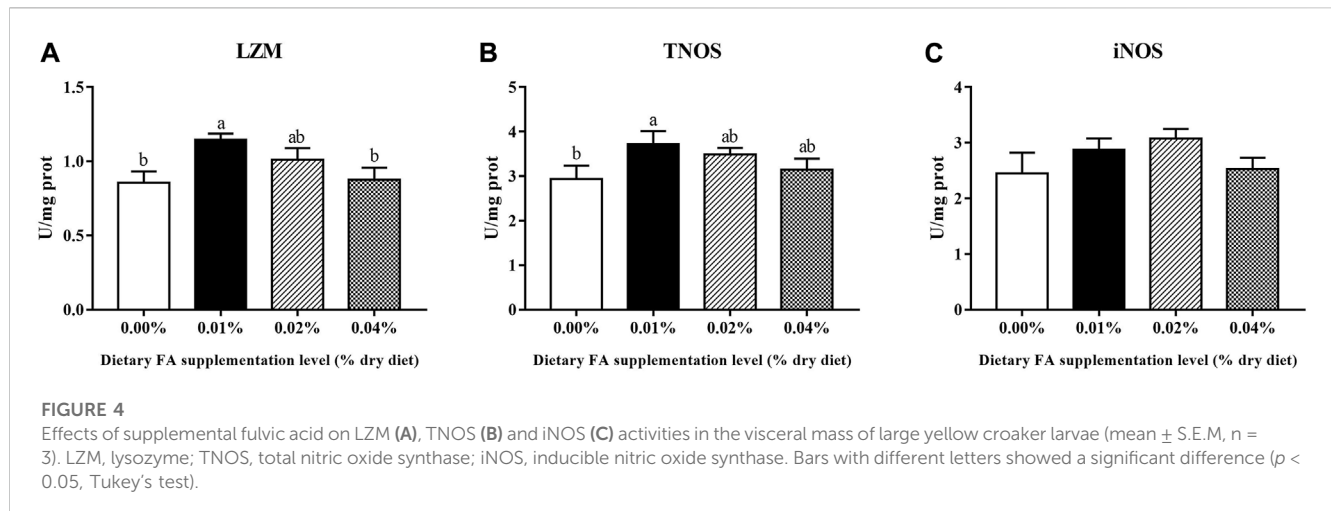 A
LZM
U/mg prot
1.5
1.0
0.5
0.0
b
a
ab
b
0.00%
0.01%
0.02%
0.04%
Dietary FA supplementation level (% dry diet)
B
TNOS
U/mg prot
5
4
3
2
1
0
b
a
ab
ab
0.00%
0.01%
0.02%
0.04%
Dietary FA supplementation level (% dry diet)
C
iNOS
U/mg prot
4
3
2
1
0
0.00%
0.01%
0.02%
0.04%
Dietary FA supplementation level (% dry diet)
FIGURE 4
Effects of supplemental fulvic acid on LZM (A), TNOS (B) and iNOS (C) activities in the visceral mass of large yellow croaker larvae (mean ± S.E.M, n =
3). LZM, lysozyme; TNOS, total nitric oxide synthase; iNOS, inducible nitric oxide synthase. Bars with different letters showed a significant difference (p <
0.05, Tukey's test).